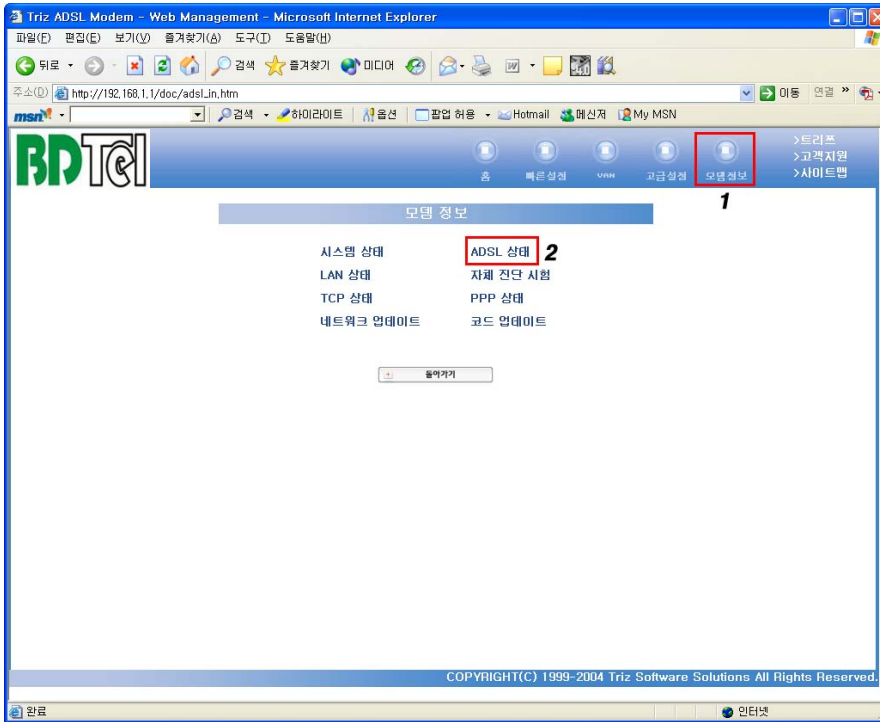 Triz ADSL Modem - Web Management - Microsoft Internet Explorer
파일(F) 편집(E) 보기(V) 즐겨찾기(A) 도구(T) 도움말(H)
뒤로 검색 즐겨찾기 미디어
주소(D) http://192.168.1.1/doc/adsl_in.htm 이동 연결 »
msn 검색 하이라이트 옵션 팝업 허용 Hotmail 메신저 My MSN
BDTel
홈 빠른설정 VAN 고급설정 모뎀정보
>트리쯔
>고객지원
>사이트맵
1
모뎀 정보
시스템 상태 ADSL 상태 2
LAN 상태 자체 진단 시험
TCP 상태 PPP 상태
네트워크 업데이트 코드 업데이트
돌아가기
COPYRIGHT(C) 1999-2004 Triz Software Solutions All Rights Reserved.
완료 인터넷